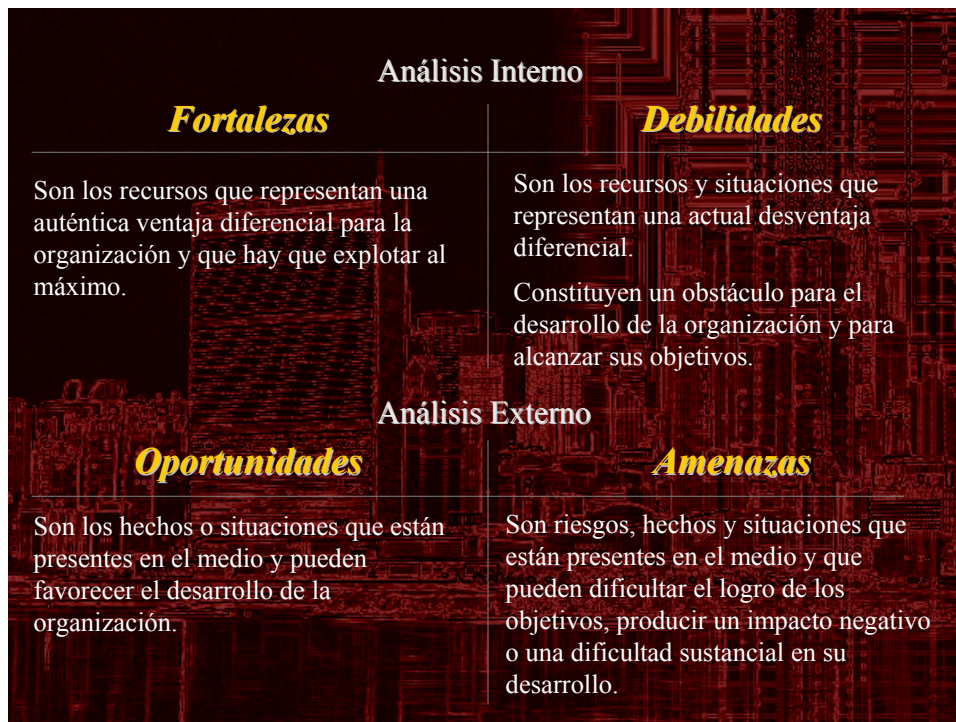 Análisis Interno
Fortalezas
Son los recursos que representan una
auténtica ventaja diferencial para la
organización y que hay que explotar al
máximo.
Debilidades
Son los recursos y situaciones que
representan una actual desventaja
diferencial.
Constituyen un obstáculo para el
desarrollo de la organización y para
alcanzar sus objetivos.
Análisis Externo
Oportunidades
Son los hechos o situaciones que están
presentes en el medio y pueden
favorecer el desarrollo de la
organización.
Amenazas
Son riesgos, hechos y situaciones que
están presentes en el medio y que
pueden dificultar el logro de los
objetivos, producir un impacto negativo
o una dificultad sustancial en su
desarrollo.